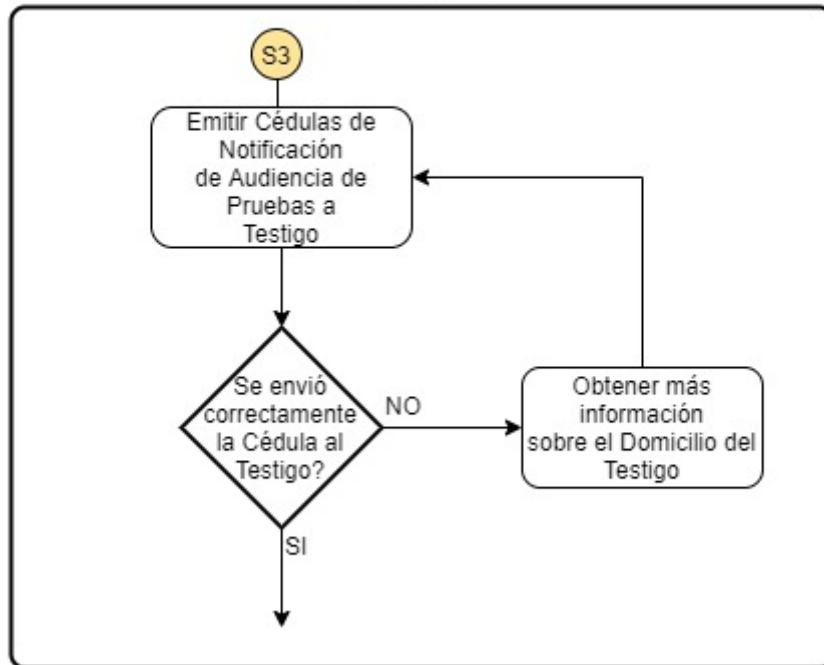 S3
Emitir Cédulas de
Notificación
de Audiencia de
Pruebas a
Testigo
Se envió
correctamente
la Cédula al
Testigo?
NO
Obtener más
información
sobre el Domicilio del
Testigo
SI